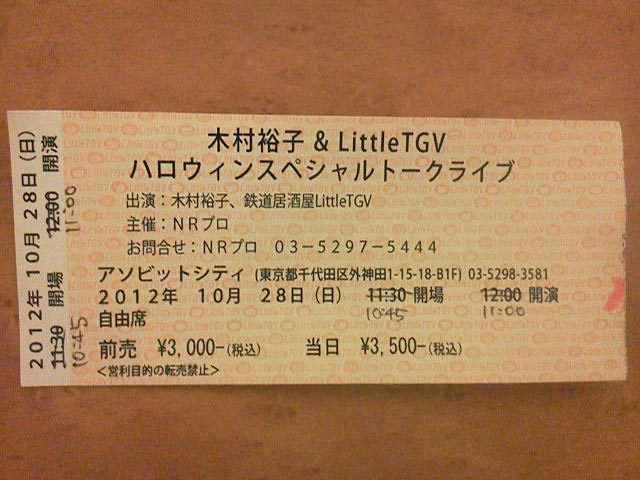 木村裕子 & LittleTGV
ハロウィンスペシャルトークライブ
出演：木村裕子、鉄道居酒屋LittleTGV
主催：NRプロ
お問合せ：NRプロ 03-5297-5444
アソビットシティ (東京都千代田区外神田1-15-18-B1F) 03-5298-3581
2012年 10月 28日(日) 11:30 開場 12:00 開演
10:45 11:00
自由席
前売 ¥3,000-(税込) 当日 ¥3,500-(税込)
<営利目的の転売禁止>
2012年 10月 28日(日)
11:30 開場 12:00 開演
10:45 11:00